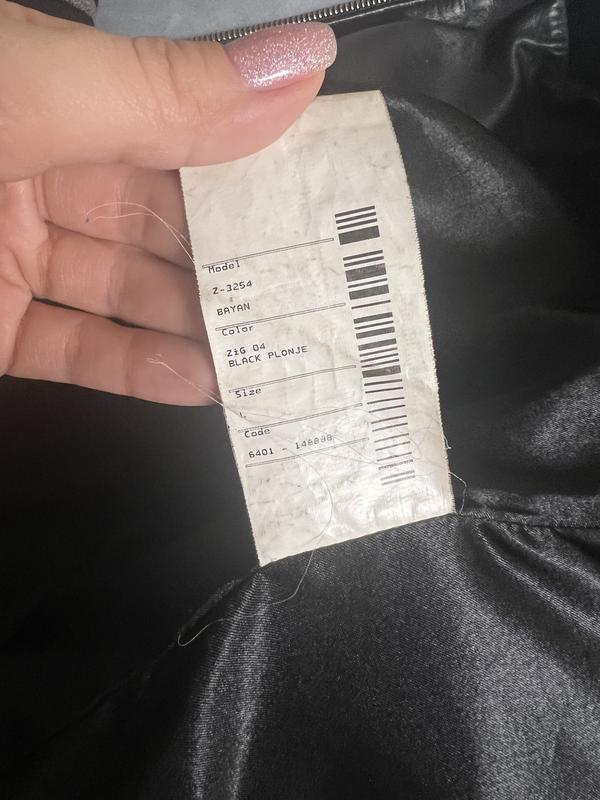 Model
Z-3254
BAYAN
Color
ZiG 04
BLACK PLONJE
Size
L
Code
6401 - 148898